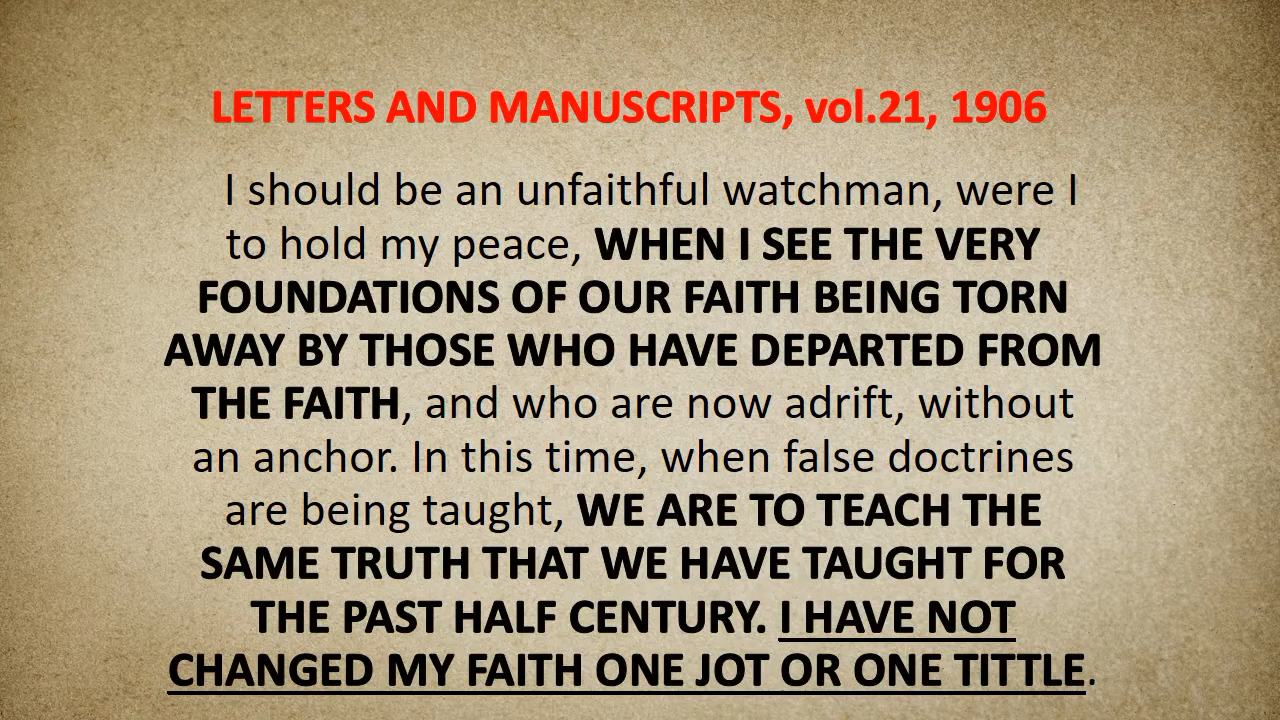 LETTERS AND MANUSCRIPTS, vol.21, 1906
I should be an unfaithful watchman, were I
to hold my peace, WHEN I SEE THE VERY
FOUNDATIONS OF OUR FAITH BEING TORN
AWAY BY THOSE WHO HAVE DEPARTED FROM
THE FAITH, and who are now adrift, without
an anchor. In this time, when false doctrines
are being taught, WE ARE TO TEACH THE
SAME TRUTH THAT WE HAVE TAUGHT FOR
THE PAST HALF CENTURY. I HAVE NOT
CHANGED MY FAITH ONE JOT OR ONE TITTLE.